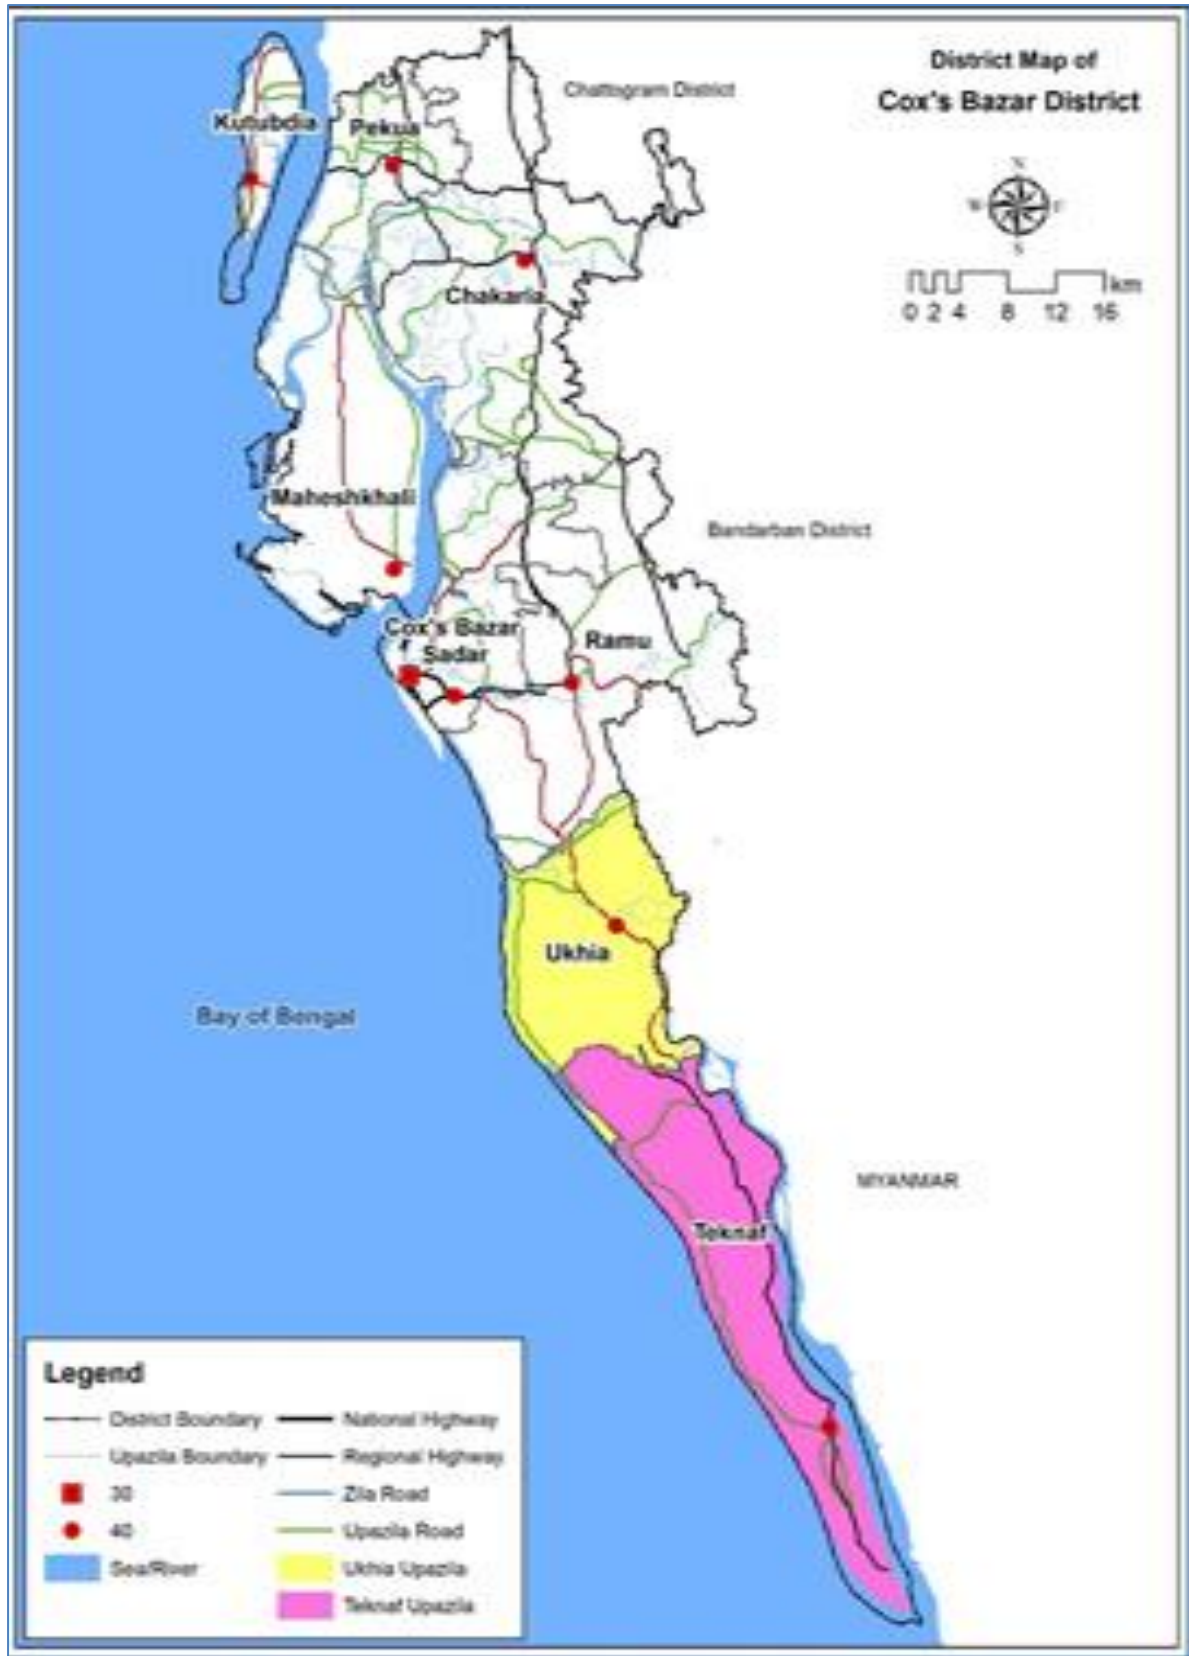 District Map of
Cox's Bazar District
Chattogram District
Kutubdia
Pekua
N
W
E
S
km
0 2 4 8 12 16
Chakaria
Maheshkhali
Bandarban District
Cox's Bazar
Sadar
Ramu
Ukhia
Bay of Bengal
MYANMAR
Teknaf
Legend
District Boundary
National Highway
Upazila Boundary
Regional Highway
30
Zila Road
40
Upazila Road
Sea/River
Ukhia Upazila
Teknaf Upazila